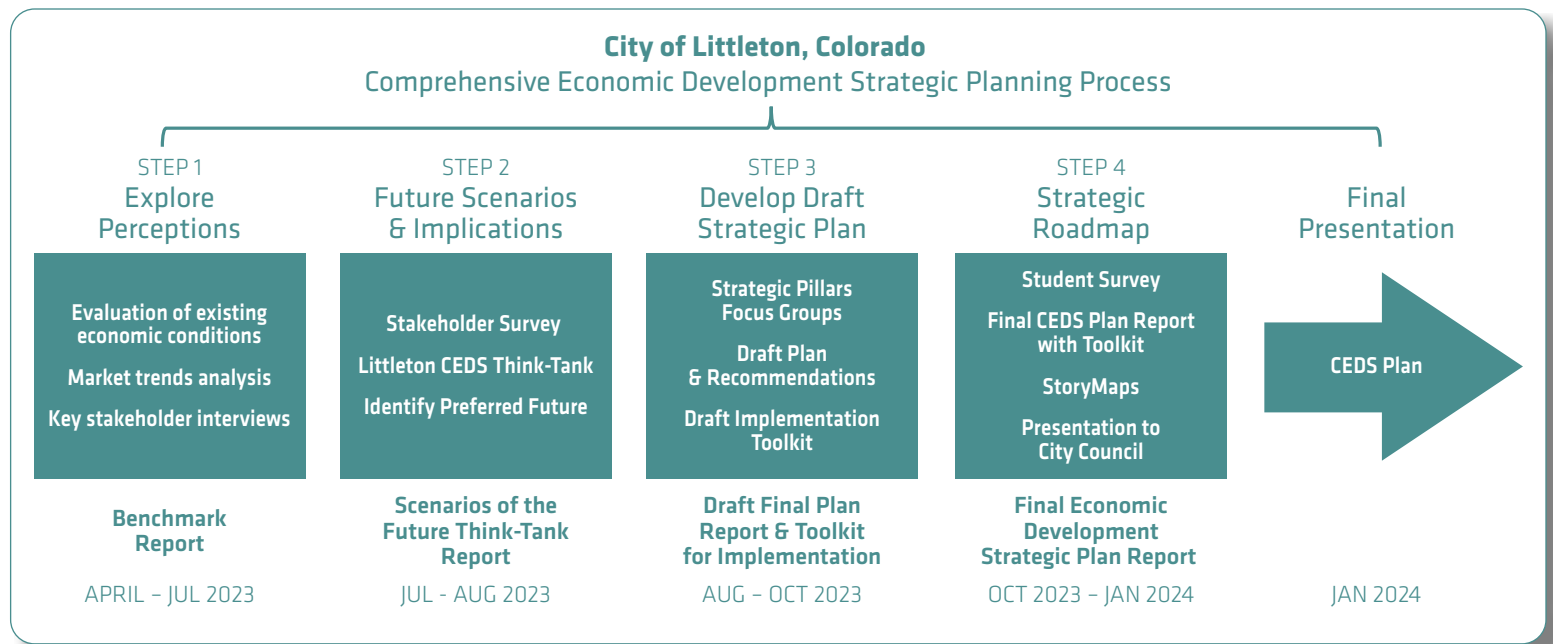 City of Littleton, Colorado
Comprehensive Economic Development Strategic Planning Process
STEP 1
Explore
Perceptions
Evaluation of existing
economic conditions
Market trends analysis
Key stakeholder interviews
Benchmark
Report
APRIL – JUL 2023
STEP 2
Future Scenarios
& Implications
Stakeholder Survey
Littleton CEDS Think-Tank
Identify Preferred Future
Scenarios of the
Future Think-Tank
Report
JUL - AUG 2023
STEP 3
Develop Draft
Strategic Plan
Strategic Pillars
Focus Groups
Draft Plan
& Recommendations
Draft Implementation
Toolkit
Draft Final Plan
Report & Toolkit
for Implementation
AUG – OCT 2023
STEP 4
Strategic
Roadmap
Student Survey
Final CEDS Plan Report
with Toolkit
StoryMaps
Presentation to
City Council
Final Economic
Development
Strategic Plan Report
OCT 2023 – JAN 2024
Final
Presentation
CEDS Plan
JAN 2024